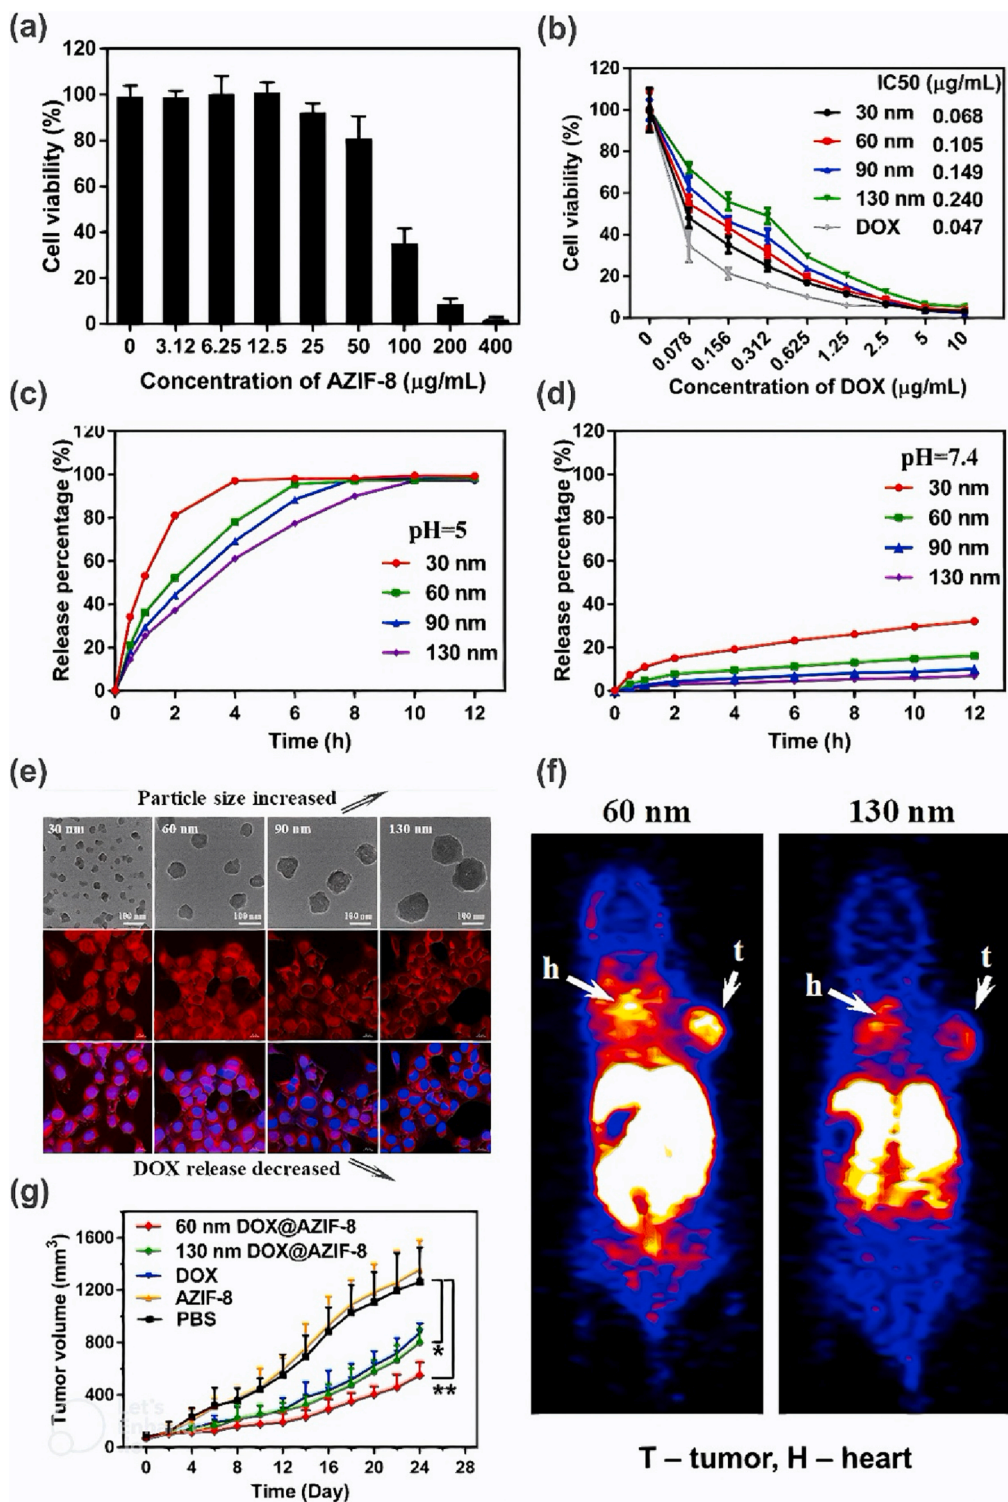 (a)
Cell viability (%)
120
100
80
60
40
20
0
0 3.12 6.25 12.5 25 50 100 200 400
Concentration of AZIF-8 (μg/mL)
(b)
Cell viability (%)
120
100
80
60
40
20
0
IC50 (μg/mL)
30 nm 0.068
60 nm 0.105
90 nm 0.149
130 nm 0.240
DOX 0.047
0 0.078 0.156 0.312 0.625 1.25 2.5 5 10
Concentration of DOX (μg/mL)
(c)
Release percentage (%)
120
100
80
60
40
20
0
pH=5
30 nm
60 nm
90 nm
130 nm
0 2 4 6 8 10 12
Time (h)
(d)
Release percentage (%)
120
100
80
60
40
20
0
pH=7.4
30 nm
60 nm
90 nm
130 nm
0 2 4 6 8 10 12
Time (h)
(e)
Particle size increased
30 nm 60 nm 90 nm 130 nm
100 nm 100 nm 100 nm 100 nm
DOX release decreased
(f)
60 nm 130 nm
h t h t
T – tumor, H – heart
(g)
Tumor volume (mm³)
1600
1200
800
400
0
60 nm DOX@AZIF-8
130 nm DOX@AZIF-8
DOX
AZIF-8
PBS
*
**
0 4 8 12 16 20 24 28
Time (Day)
Let's